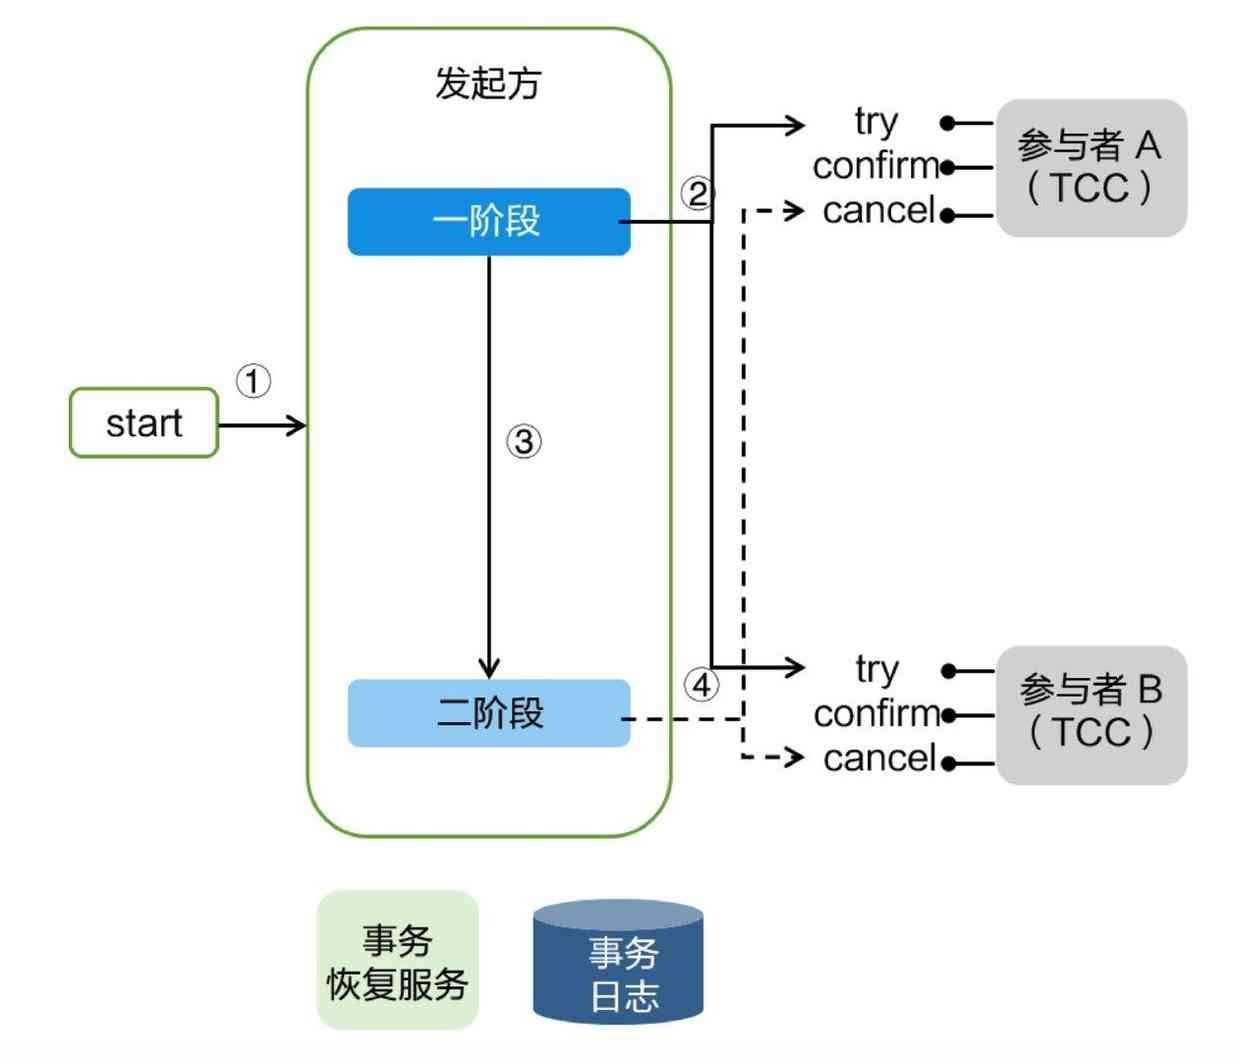 发起方
一阶段
②
try
confirm
cancel
参与者 A
（TCC）
①
start
③
④
二阶段
try
confirm
cancel
参与者 B
（TCC）
事务
恢复服务
事务
日志